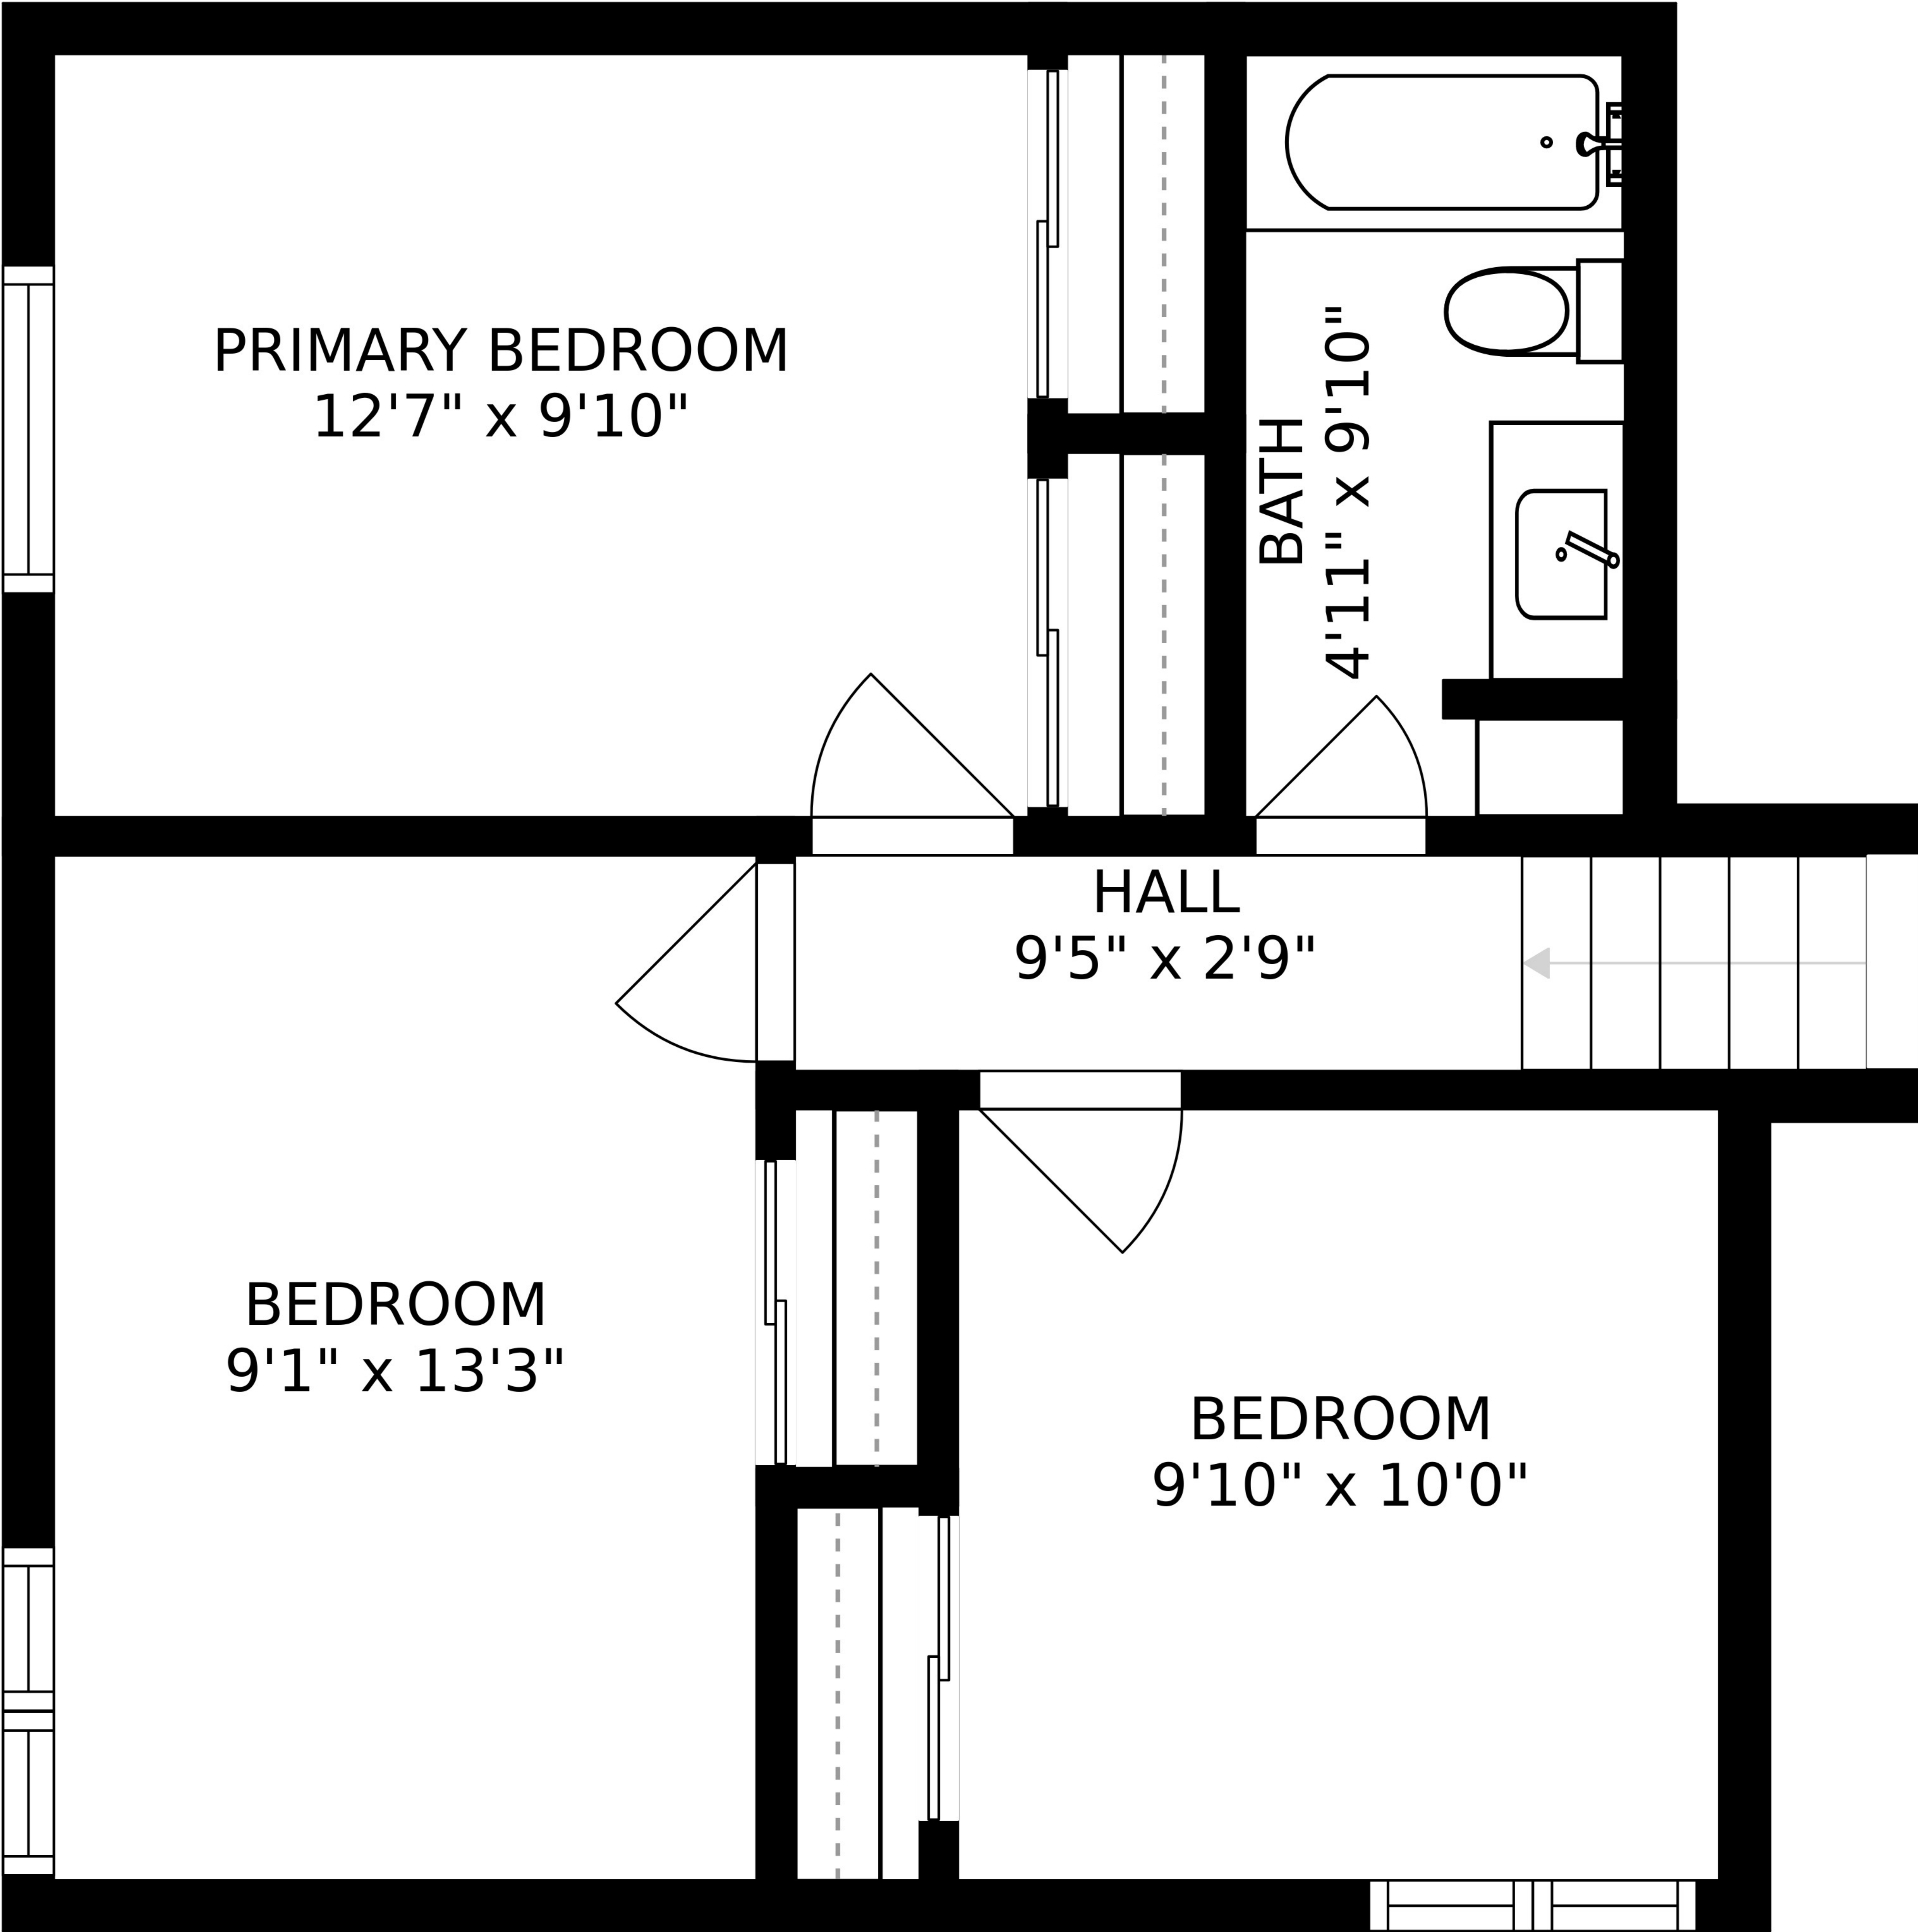 PRIMARY BEDROOM
12'7" x 9'10"
BATH
4'11" x 9'10"
HALL
9'5" x 2'9"
BEDROOM
9'1" x 13'3"
BEDROOM
9'10" x 10'0"